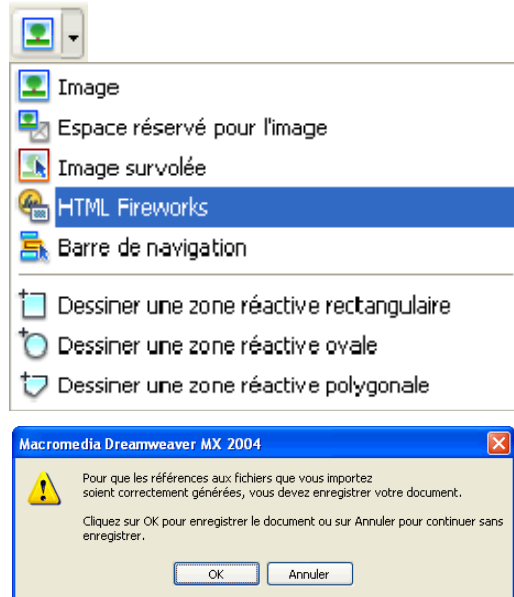 Image
Espace réservé pour l'image
Image survolée
HTML Fireworks
Barre de navigation
Dessiner une zone réactive rectangulaire
Dessiner une zone réactive ovale
Dessiner une zone réactive polygonale
Macromedia Dreamweaver MX 2004
Pour que les références aux fichiers que vous importez
soient correctement générées, vous devez enregistrer votre document.
Cliquez sur OK pour enregistrer le document ou sur Annuler pour continuer sans
enregistrer.
OK Annuler